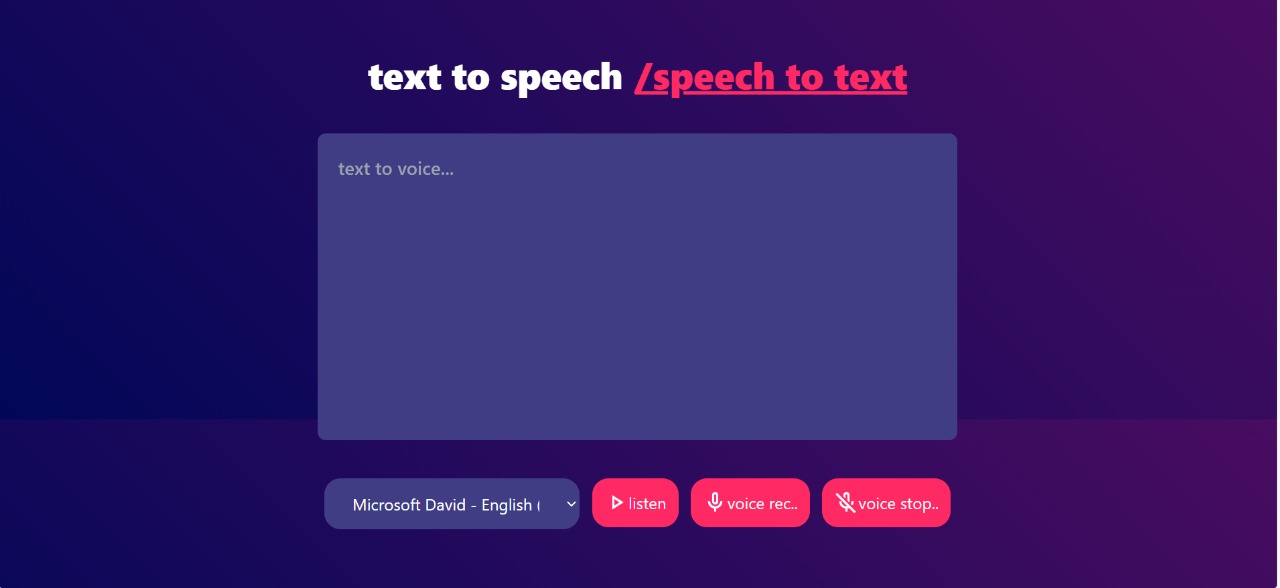 text to speech /speech to text
text to voice...
Microsoft David - English (
listen
voice rec..
voice stop..